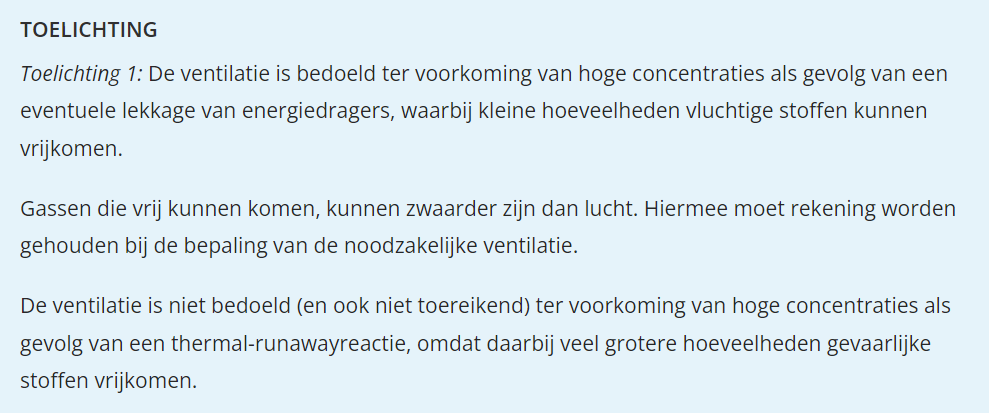 TOELICHTING
Toelichting 1: De ventilatie is bedoeld ter voorkoming van hoge concentraties als gevolg van een
eventuele lekkage van energiedragers, waarbij kleine hoeveelheden vluchtige stoffen kunnen
vrijkomen.
Gassen die vrij kunnen komen, kunnen zwaarder zijn dan lucht. Hiermee moet rekening worden
gehouden bij de bepaling van de noodzakelijke ventilatie.
De ventilatie is niet bedoeld (en ook niet toereikend) ter voorkoming van hoge concentraties als
gevolg van een thermal-runawayreactie, omdat daarbij veel grotere hoeveelheden gevaarlijke
stoffen vrijkomen.